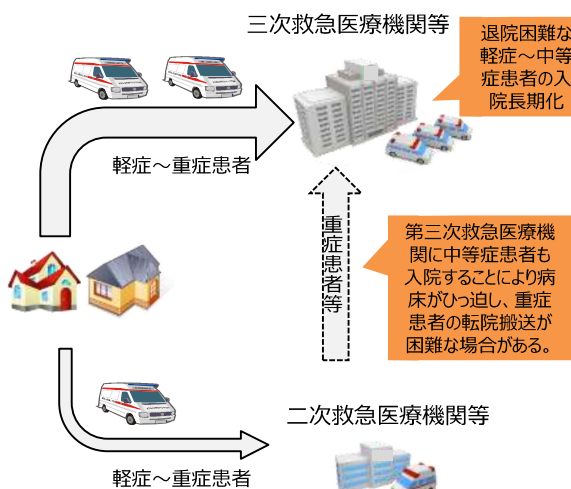 三次救急医療機関等
退院困難な
軽症～中等
症患者の入
院長期化
軽症～重症患者
重症患者等
第三次救急医療機
関に中等症患者も
入院することにより病
床がひっ迫し、重症
患者の転院搬送が
困難な場合がある。
二次救急医療機関等
軽症～重症患者